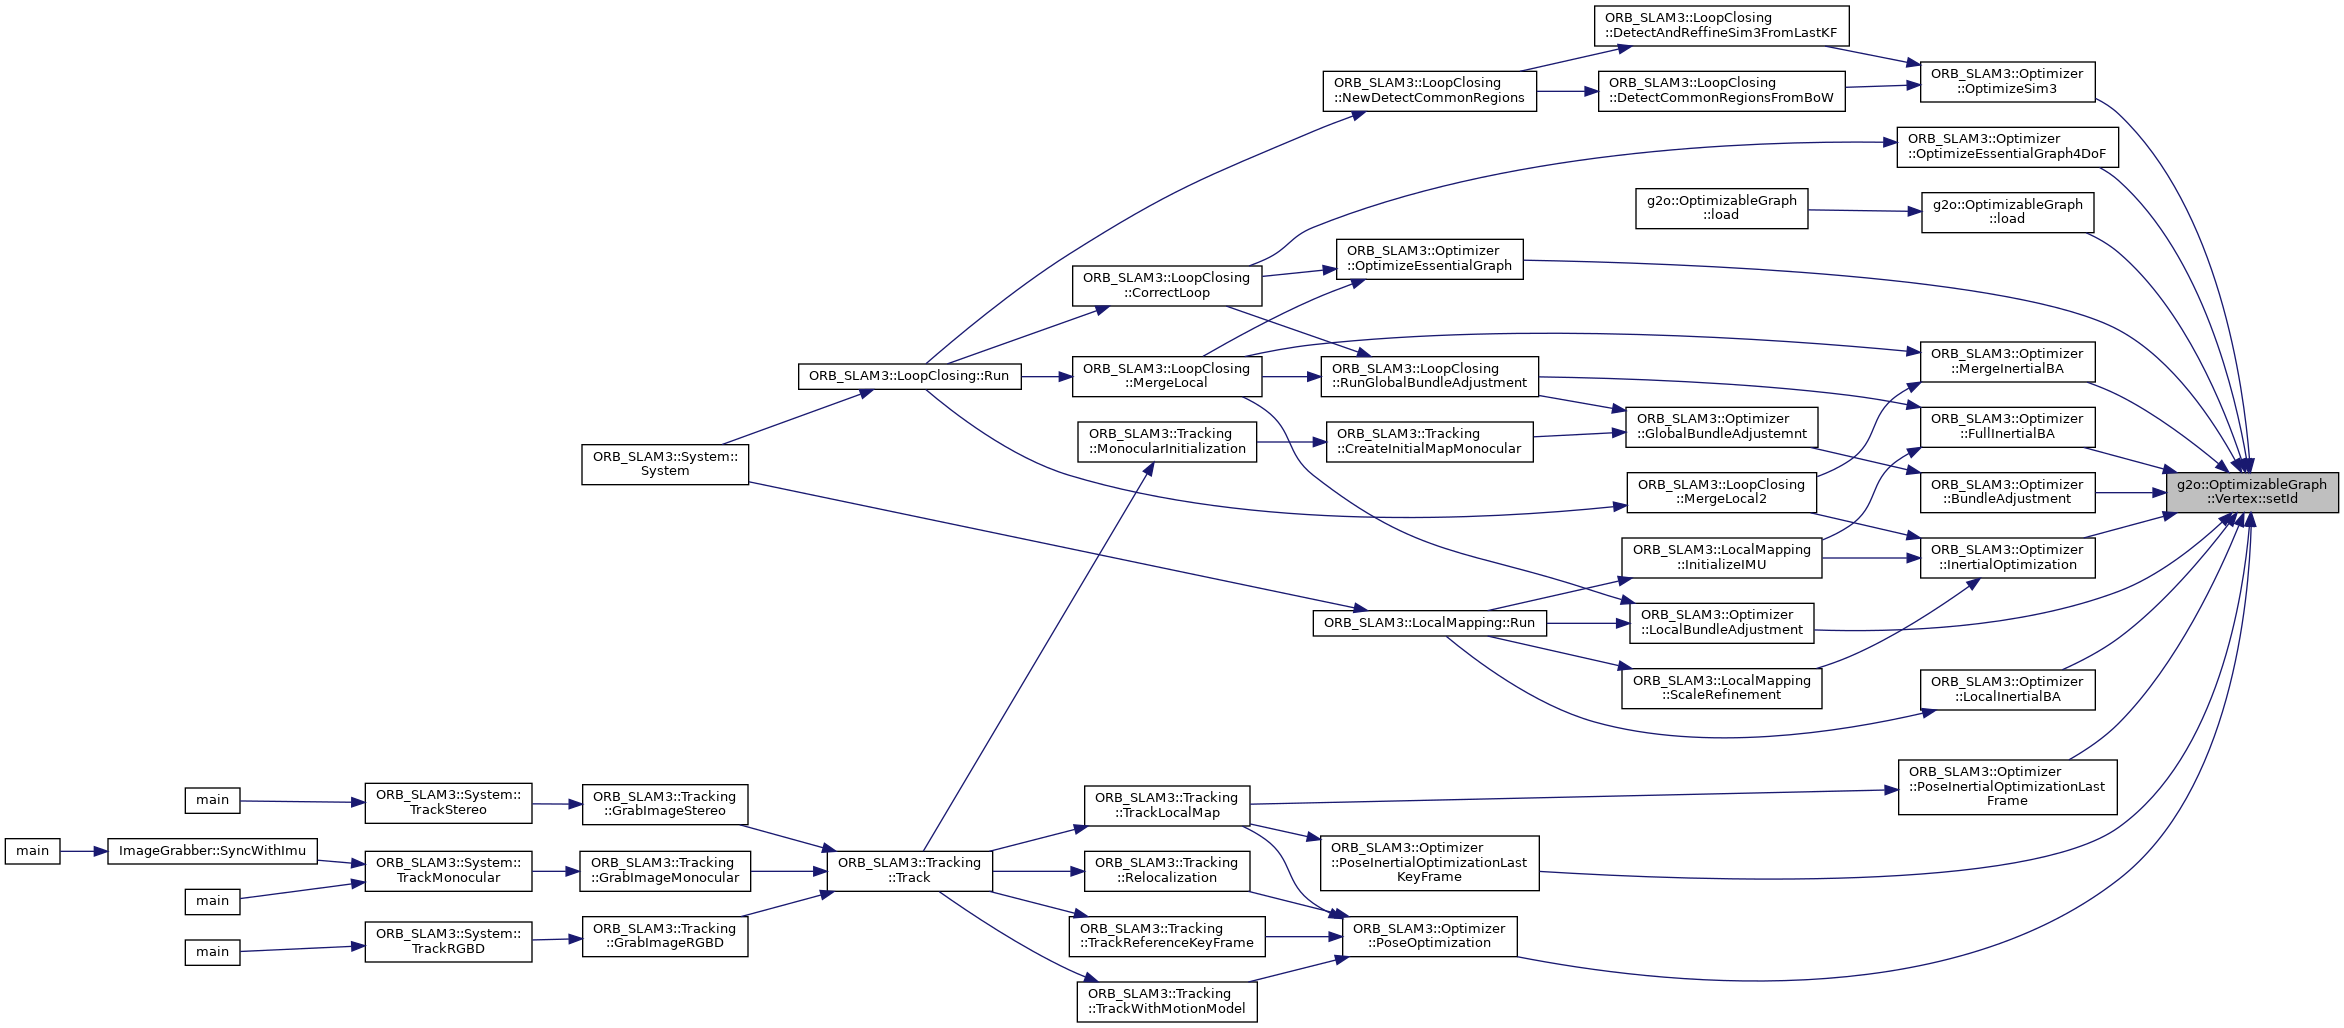 ORB_SLAM3::LoopClosing
::DetectAndReffineSim3FromLastKF
ORB_SLAM3::Optimizer
::OptimizeSim3
ORB_SLAM3::LoopClosing
::NewDetectCommonRegions
ORB_SLAM3::LoopClosing
::DetectCommonRegionsFromBoW
ORB_SLAM3::Optimizer
::OptimizeEssentialGraph4DoF
g2o::OptimizableGraph
::load
g2o::OptimizableGraph
::load
ORB_SLAM3::Optimizer
::OptimizeEssentialGraph
ORB_SLAM3::LoopClosing
::CorrectLoop
ORB_SLAM3::Optimizer
::MergeInertialBA
ORB_SLAM3::LoopClosing::Run
ORB_SLAM3::LoopClosing
::MergeLocal
ORB_SLAM3::LoopClosing
::RunGlobalBundleAdjustment
ORB_SLAM3::Optimizer
::GlobalBundleAdjustemnt
ORB_SLAM3::Optimizer
::FullInertialBA
ORB_SLAM3::Tracking
::MonocularInitialization
ORB_SLAM3::Tracking
::CreateInitialMapMonocular
ORB_SLAM3::System::
System
ORB_SLAM3::LoopClosing
::MergeLocal2
ORB_SLAM3::Optimizer
::BundleAdjustment
g2o::OptimizableGraph
::Vertex::setId
ORB_SLAM3::LocalMapping
::InitializeIMU
ORB_SLAM3::Optimizer
::InertialOptimization
ORB_SLAM3::LocalMapping::Run
ORB_SLAM3::Optimizer
::LocalBundleAdjustment
ORB_SLAM3::LocalMapping
::ScaleRefinement
ORB_SLAM3::Optimizer
::LocalInertialBA
ORB_SLAM3::Optimizer
::PoseInertialOptimizationLast
Frame
main
ORB_SLAM3::System::
TrackStereo
ORB_SLAM3::Tracking
::GrabImageStereo
ORB_SLAM3::Tracking
::TrackLocalMap
main
ImageGrabber::SyncWithImu
ORB_SLAM3::System::
TrackMonocular
ORB_SLAM3::Tracking
::GrabImageMonocular
ORB_SLAM3::Tracking
::Track
ORB_SLAM3::Tracking
::Relocalization
ORB_SLAM3::Optimizer
::PoseInertialOptimizationLast
KeyFrame
main
main
ORB_SLAM3::System::
TrackRGBD
ORB_SLAM3::Tracking
::GrabImageRGBD
ORB_SLAM3::Tracking
::TrackReferenceKeyFrame
ORB_SLAM3::Optimizer
::PoseOptimization
ORB_SLAM3::Tracking
::TrackWithMotionModel